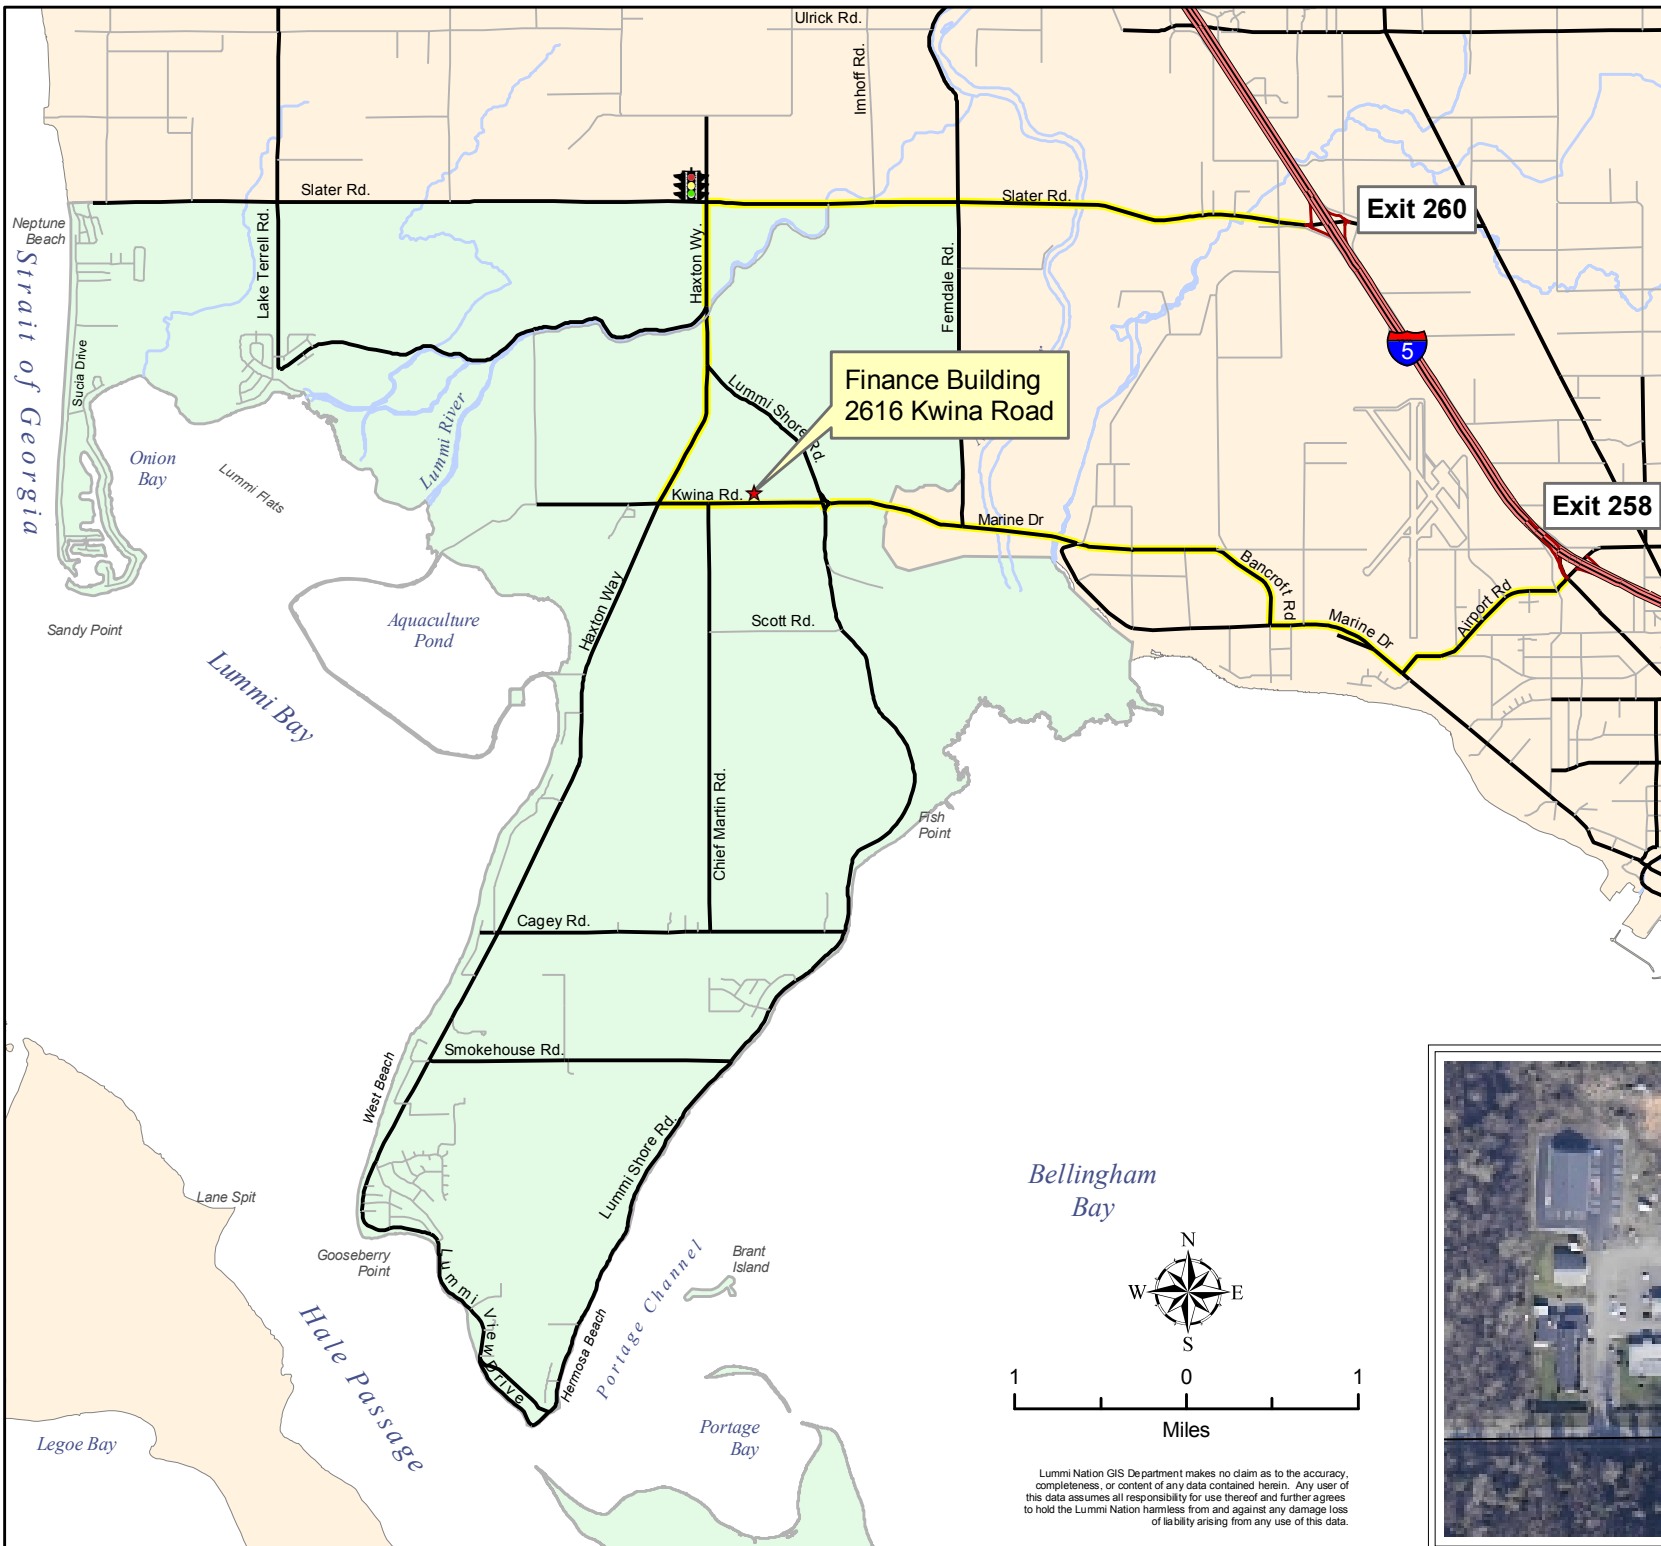 Ulrick Rd.
Imhoff Rd.
Slater Rd.
Slater Rd.
Exit 260
Neptune
Beach
Lake Terrell Rd.
Haxton Wy.
Ferndale Rd.
Strait of Georgia
Sucia Drive
5
Finance Building
2616 Kwina Road
Lummi Shore Rd.
Lummi River
Onion
Bay
Lummi Flats
Kwina Rd.
Marine Dr
Exit 258
Bancroft Rd
Airport Rd
Marine Dr
Sandy Point
Aquaculture
Pond
Haxton Way
Scott Rd.
Lummi Bay
Chief Martin Rd.
Fish
Point
Cagey Rd.
Smokehouse Rd.
West Beach
Lummi Shore Rd.
Lane Spit
Gooseberry
Point
Lummi View Drive
Hermosa Beach
Portage Channel
Brant
Island
Bellingham
Bay
N
W E
S
Hale Passage
Legoe Bay
Portage
Bay
1 0 1
Miles
Lummi Nation GIS Department makes no claim as to the accuracy,
completeness, or content of any data contained herein. Any user of
this data assumes all responsibility for use thereof and further agrees
to hold the Lummi Nation harmless from and against any damage loss
of liability arising from any use of this data.